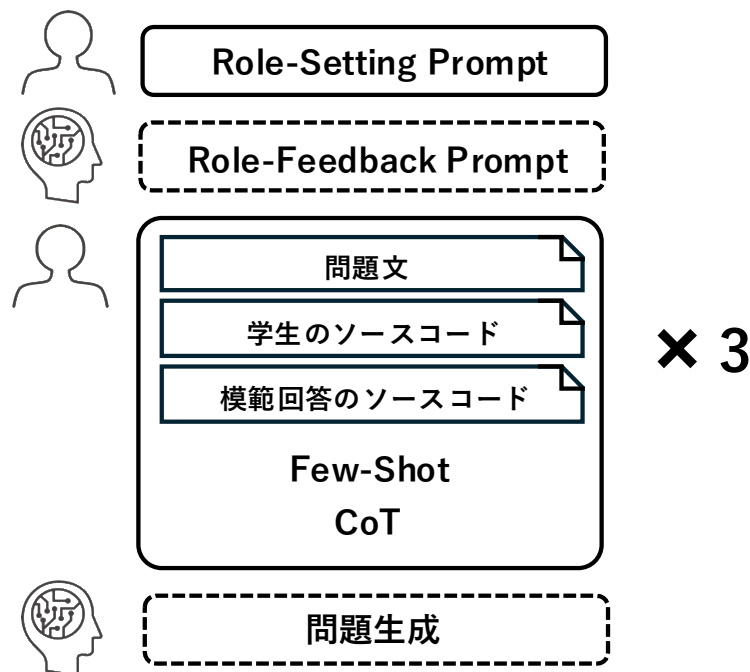 Role-Setting Prompt
Role-Feedback Prompt
問題文
学生のソースコード
模範回答のソースコード
Few-Shot
CoT
× 3
問題生成